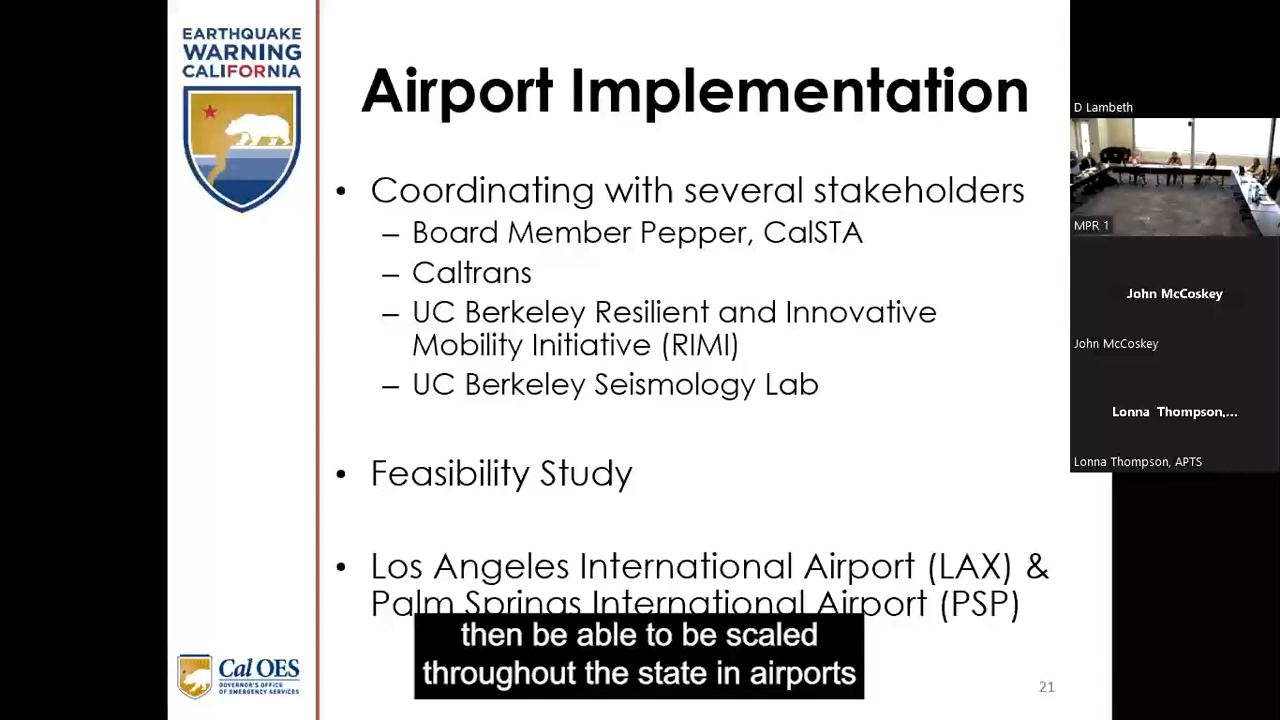 EARTHQUAKE
WARNING
CALIFORNIA
Airport Implementation
• Coordinating with several stakeholders
– Board Member Pepper, CalSTA
– Caltrans
– UC Berkeley Resilient and Innovative
Mobility Initiative (RIMI)
– UC Berkeley Seismology Lab
• Feasibility Study
• Los Angeles International Airport (LAX) &
Palm Springs International Airport (PSP)
then be able to be scaled
throughout the state in airports
Cal OES
GOVERNOR'S OFFICE
OF EMERGENCY SERVICES
21
D Lambeth
MPR 1
John McCoskey
John McCoskey
Lonna Thompson,...
Lonna Thompson, APTS